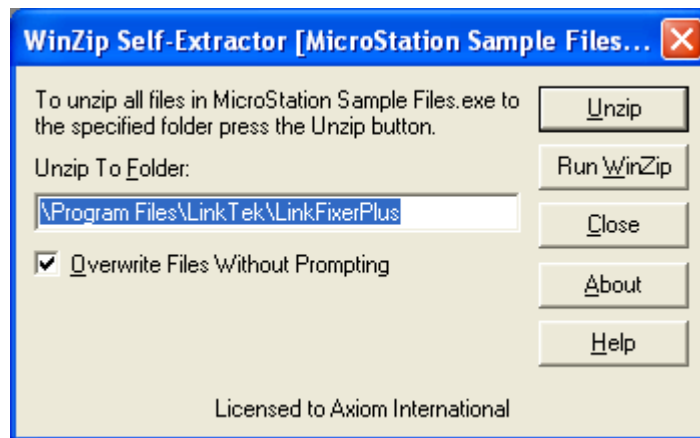 WinZip Self-Extractor [MicroStation Sample Files...
To unzip all files in MicroStation Sample Files.exe to
the specified folder press the Unzip button.
Unzip To Folder:
\Program Files\LinkTek\LinkFixerPlus
Overwrite Files Without Prompting
Unzip
Run WinZip
Close
About
Help
Licensed to Axiom International